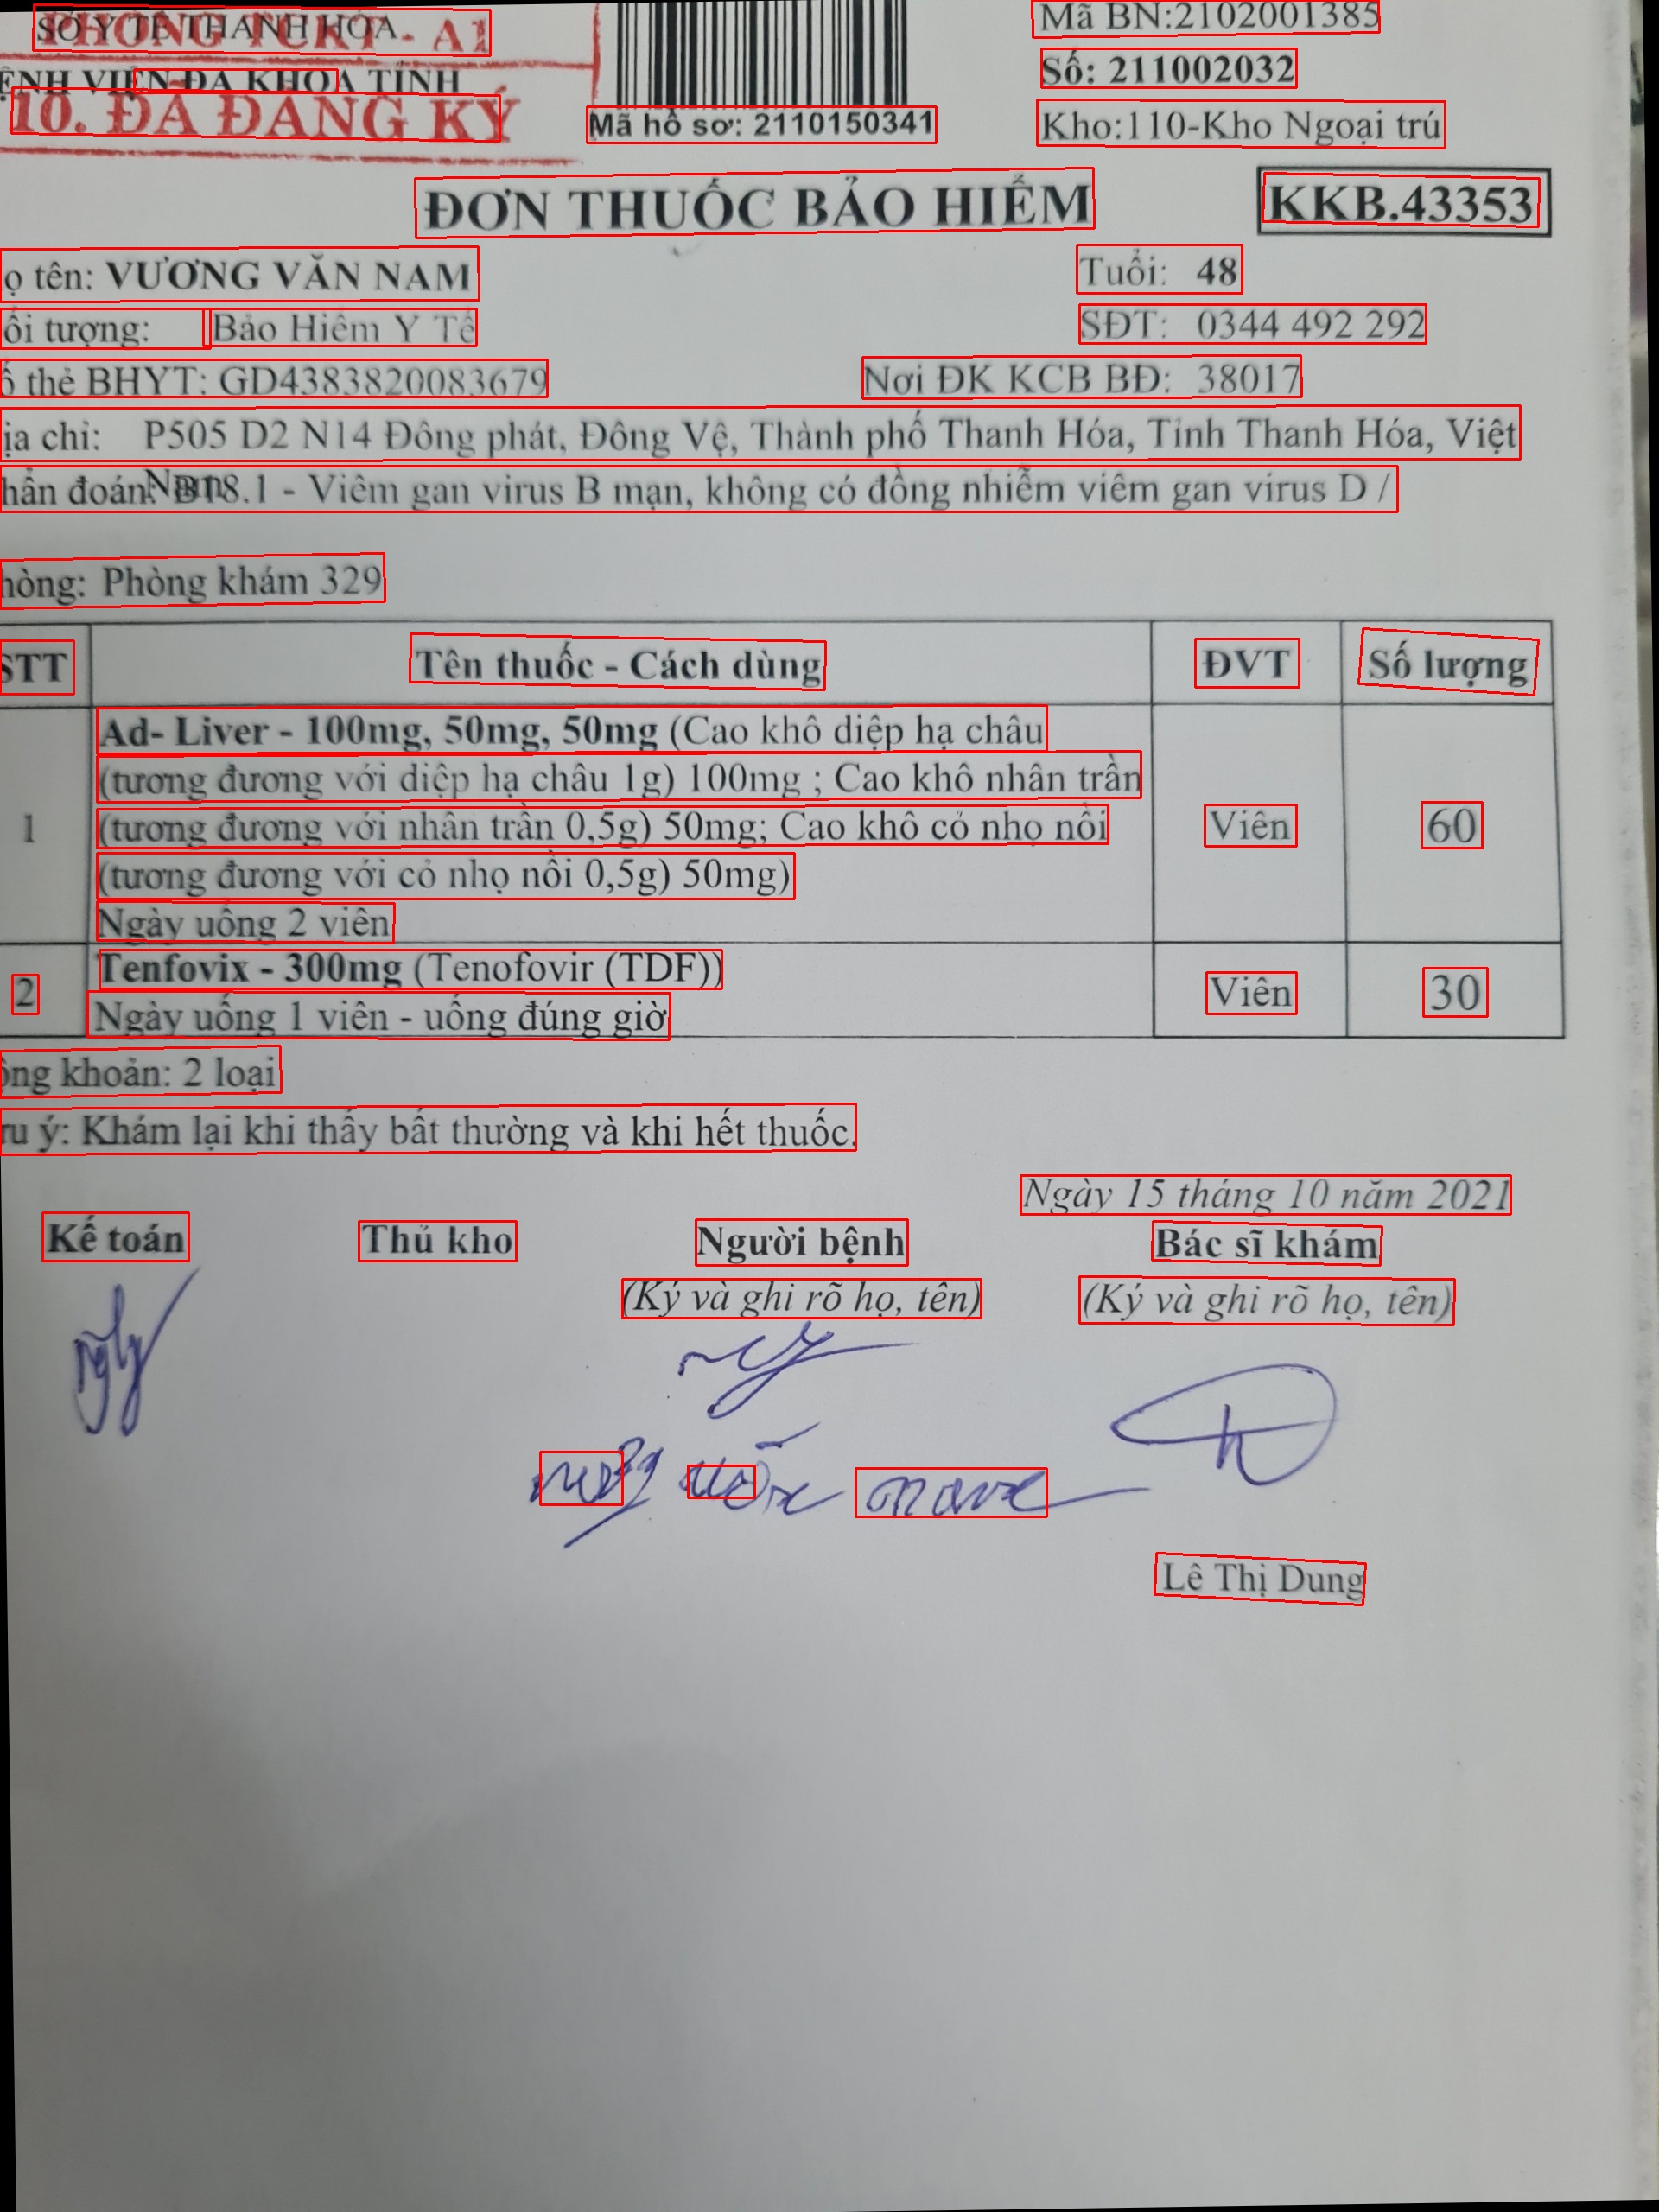 SỞ Y TẾ THANH HÓA
PHÒNG TCKT - A1
Mã BN:2102001385
ỆNH VIỆN ĐA KHOA TỈNH
Số: 211002032
10. ĐÃ ĐĂNG KÝ
Mã hồ sơ: 2110150341
Kho:110-Kho Ngoại trú
ĐƠN THUỐC BẢO HIỂM
KKB.43353
ọ tên: VƯƠNG VĂN NAM
Tuổi: 48
ối tượng: Bảo Hiểm Y Tế
SĐT: 0344 492 292
ố thẻ BHYT: GD4383820083679
Nơi ĐK KCB BĐ: 38017
ịa chỉ: P505 D2 N14 Đông phát, Đông Vệ, Thành phố Thanh Hóa, Tỉnh Thanh Hóa, Việt
Nam
hẩn đoán: B18.1 - Viêm gan virus B mạn, không có đồng nhiễm viêm gan virus D /
hòng: Phòng khám 329
STT
Tên thuốc - Cách dùng
ĐVT
Số lượng
1
Ad- Liver - 100mg, 50mg, 50mg (Cao khô diệp hạ châu
(tương đương với diệp hạ châu 1g) 100mg ; Cao khô nhân trần
(tương đương với nhân trần 0,5g) 50mg; Cao khô cỏ nhọ nồi
(tương đương với cỏ nhọ nồi 0,5g) 50mg)
Ngày uống 2 viên
Viên
60
2
Tenfovix - 300mg (Tenofovir (TDF))
Ngày uống 1 viên - uống đúng giờ
Viên
30
ộng khoản: 2 loại
ưu ý: Khám lại khi thấy bất thường và khi hết thuốc.
Ngày 15 tháng 10 năm 2021
Kế toán
Thủ kho
Người bệnh
Bác sĩ khám
(Ký và ghi rõ họ, tên)
(Ký và ghi rõ họ, tên)
Lê Thị Dung